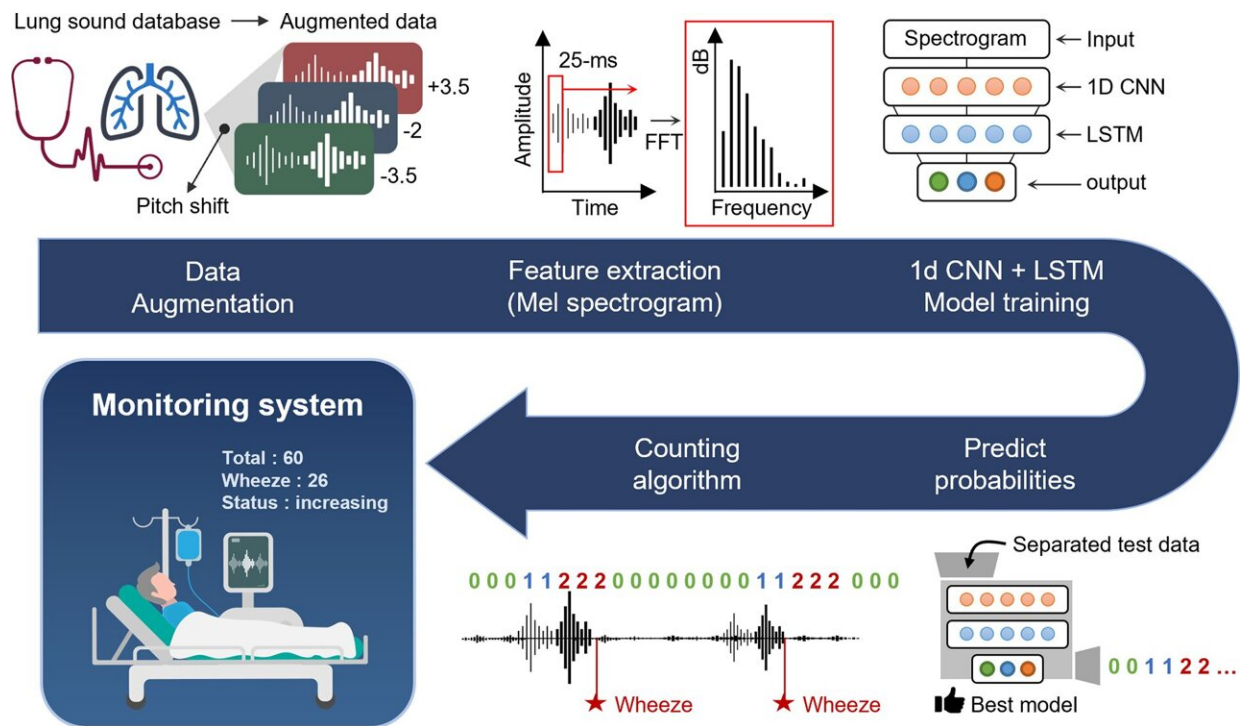 Lung sound database
Augmented data
+3.5
-2
-3.5
Pitch shift
Amplitude
25-ms
Time
FFT
dB
Frequency
Spectrogram
Input
1D CNN
LSTM
output
Data
Augmentation
Feature extraction
(Mel spectrogram)
1d CNN + LSTM
Model training
Predict
probabilities
Counting
algorithm
Monitoring system
Total : 60
Wheeze : 26
Status : increasing
0 0 0 1 1 2 2 2 0 0 0 0 0 0 0 0 1 1 2 2 2 0 0 0
Wheeze
Wheeze
Separated test data
0 0 1 1 2 2 ...
Best model